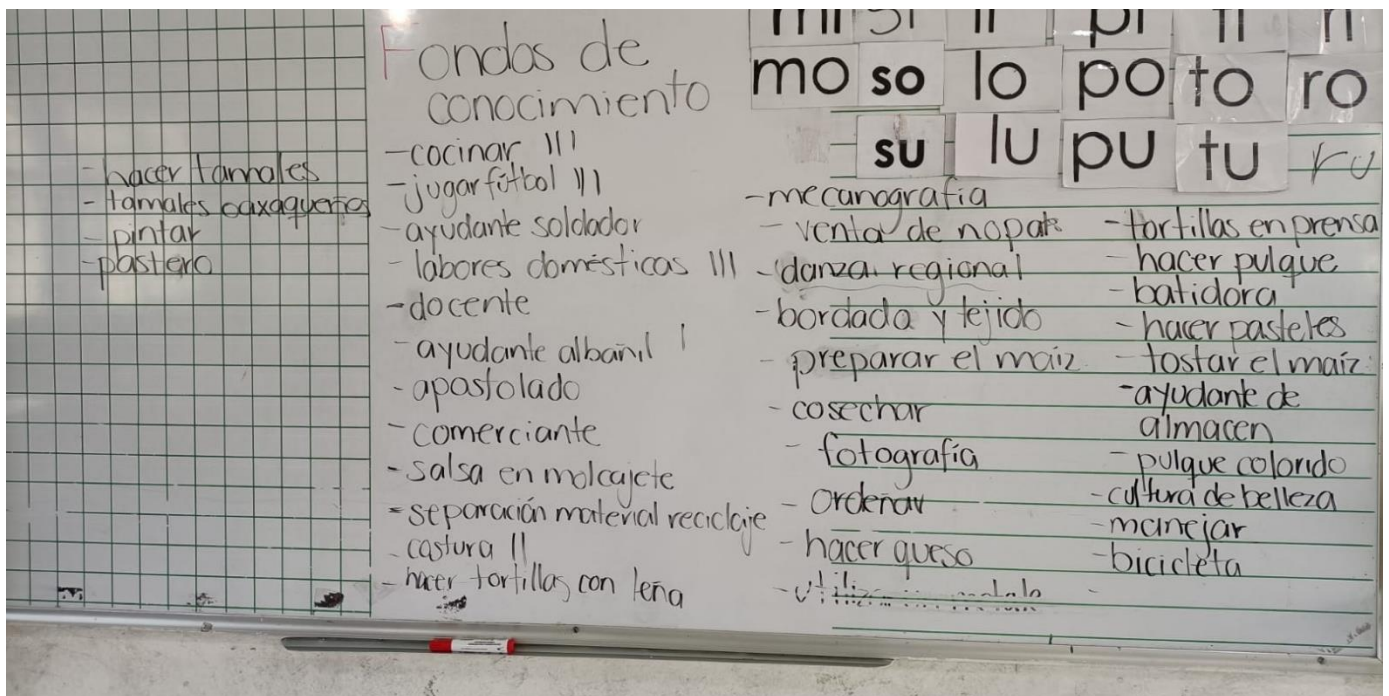 Fondos de
conocimiento
- cocinar III
- jugar fútbol III
- ayudante soldador
- labores domésticas III
- docente
- ayudante albañil I
- apostolado
- comerciante
- salsa en molcajete
- separación material reciclaje
- costura II
- hacer tortillas con leña
- hacer tamales
- tamales oaxaqueños
- pintar
- pastero
mo so lo po to ro
su lu pu tu ru
- mecanografía
- venta de nopal
- danza regional
- bordada y tejido
- preparar el maíz
- cosechar
- fotografía
- ordeñar
- hacer queso
- tortillas en prensa
- hacer pulque
- batidora
- hacer pasteles
- tostar el maíz
- ayudante de
almacen
- pulque colorido
- cultura de belleza
- manejar
- bicicleta